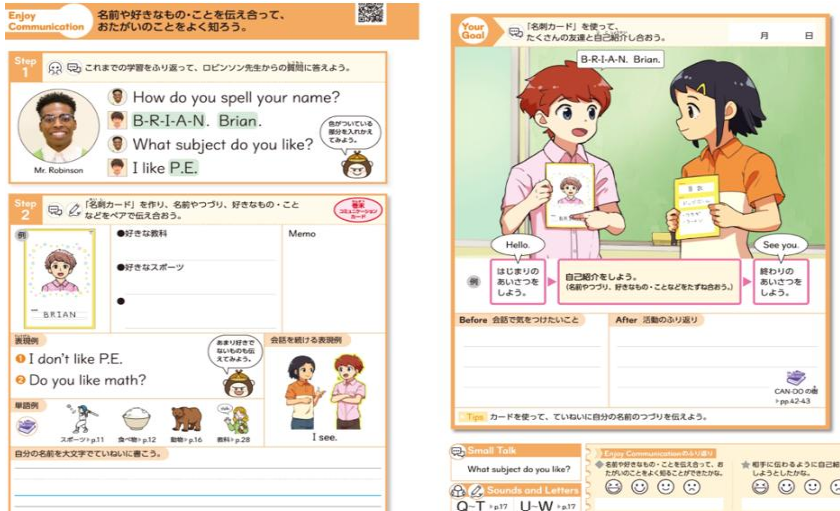 Enjoy
Communication
名前や好きなもの・ことを伝え合って、
おたがいのことをよく知ろう。
Step
1
これまでの学習をふり返って、ロビンソン先生からの質問に答えよう。
How do you spell your name?
B-R-I-A-N. Brian.
What subject do you like?
I like P.E.
色がついている
部分を入れかえ
てみよう。
Mr. Robinson
Step
2
「名刺カード」を作り、名前やつづり、好きなもの・こと
などをペアで伝え合おう。
巻末
コミュニケーション
カード
例
BRIAN
●好きな教科
●好きなスポーツ
●
Memo
表現例
❶ I don't like P.E.
❷ Do you like math?
あまり好きで
ないものも伝
えてみよう。
会話を続ける表現例
I see.
単語例
スポーツ▶p.11
食べ物▶p.12
動物▶p.16
教科▶p.28
自分の名前を大文字でていねいに書こう。
Your
Goal
「名刺カード」を使って、
たくさんの友達と自己紹介し合おう。
月 日
B-R-I-A-N. Brian.
Hello.
See you.
例
はじまりの
あいさつを
しよう。
自己紹介をしよう。
(名前やつづり、好きなもの・ことなどをたずね合おう。)
終わりの
あいさつを
しよう。
Before 会話で気をつけたいこと
After 活動のふり返り
CAN-DO の樹
▶pp.42-43
Tips カードを使って、ていねいに自分の名前のつづりを伝えよう。
Small Talk
What subject do you like?
Sounds and Letters
Q~T ▶p.17 U~W ▶p.17
Enjoy Communicationのふり返り
◆名前や好きなもの・ことを伝え合って、お
たがいのことをよく知ることができたかな。
★相手に伝わるように自己紹
しようとしたかな。